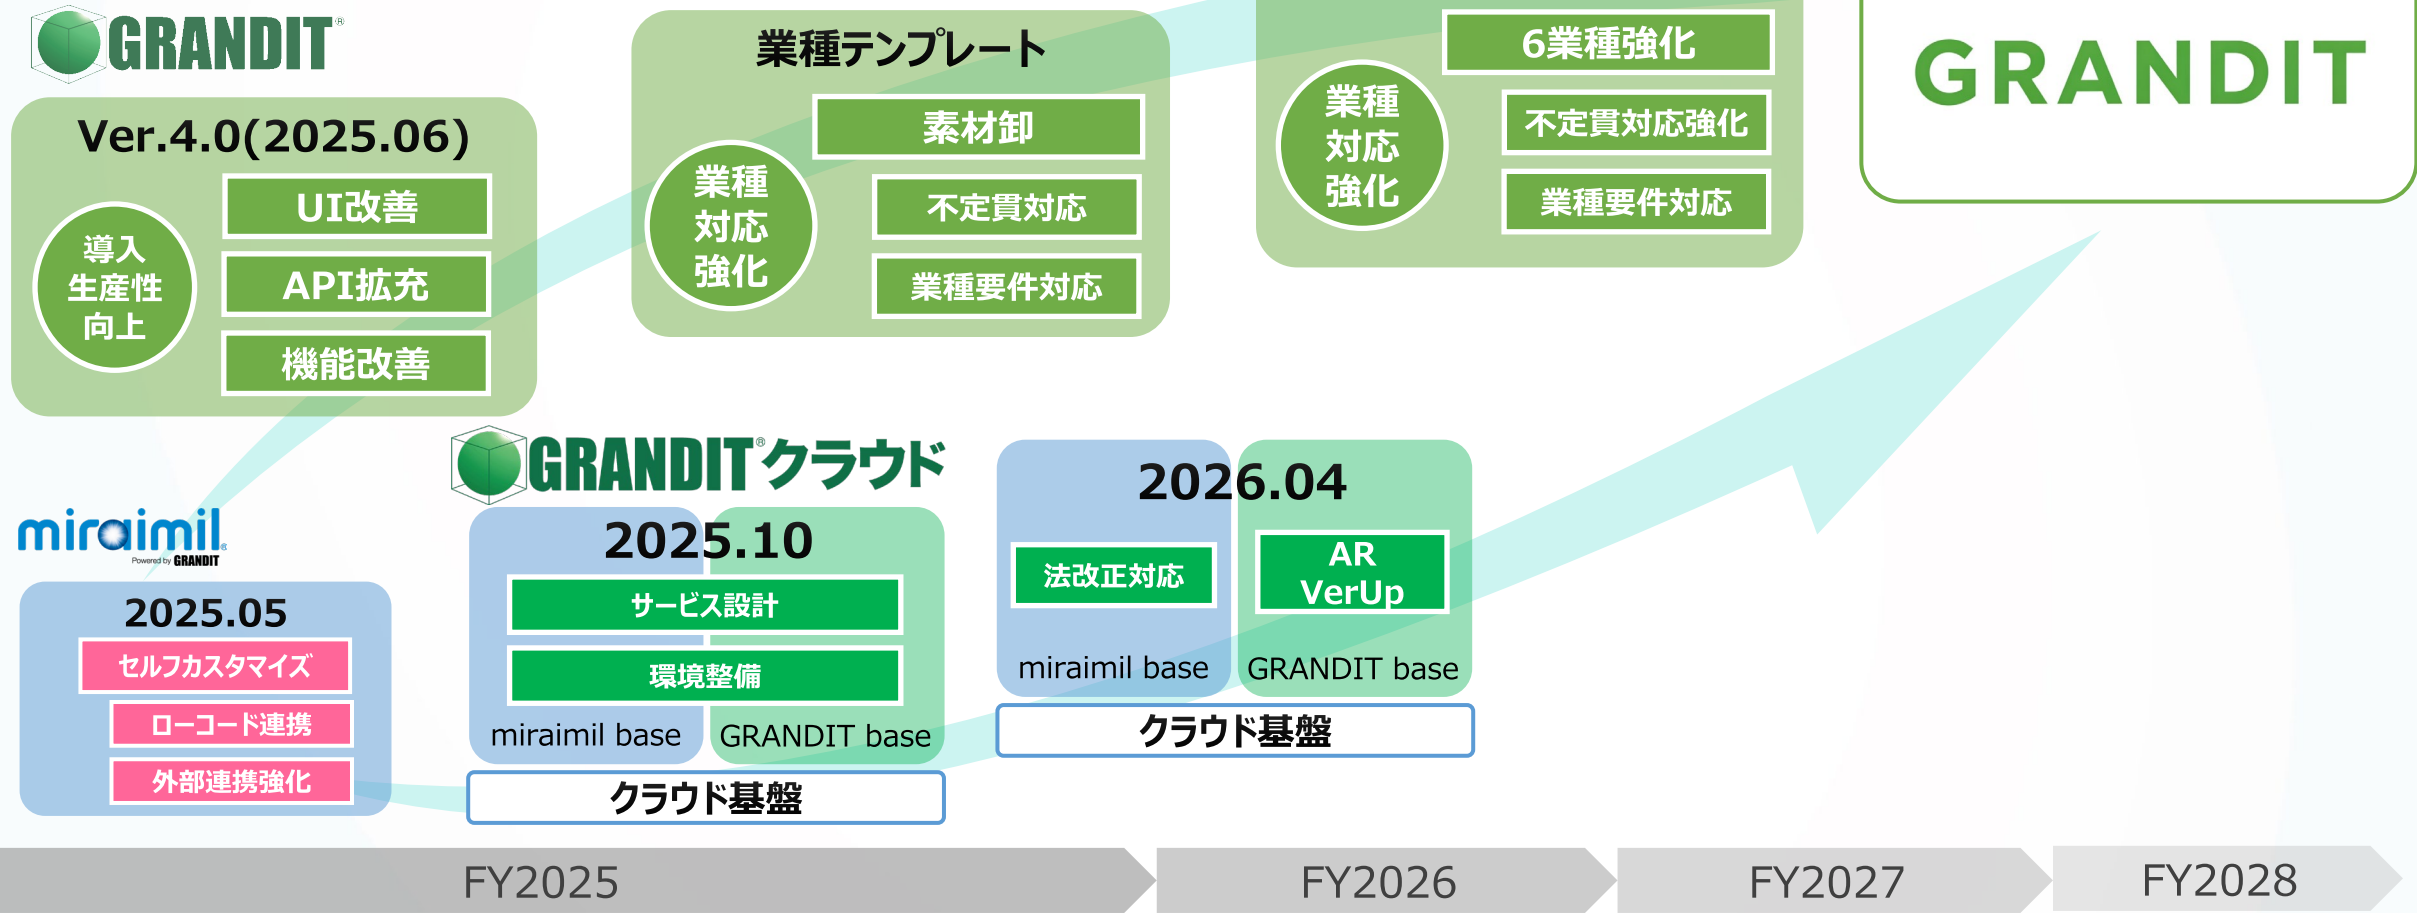 GRANDIT®
Ver.4.0(2025.06)
導入
生産性
向上
UI改善
API拡充
機能改善
業種テンプレート
業種
対応
強化
素材卸
不定貫対応
業種要件対応
業種
対応
強化
6業種強化
不定貫対応強化
業種要件対応
GRANDIT
miraimil®
Powered by GRANDIT
2025.05
セルフカスタマイズ
ローコード連携
外部連携強化
GRANDIT®クラウド
2025.10
サービス設計
環境整備
miraimil base
GRANDIT base
クラウド基盤
2026.04
法改正対応
AR
VerUp
miraimil base
GRANDIT base
クラウド基盤
FY2025
FY2026
FY2027
FY2028